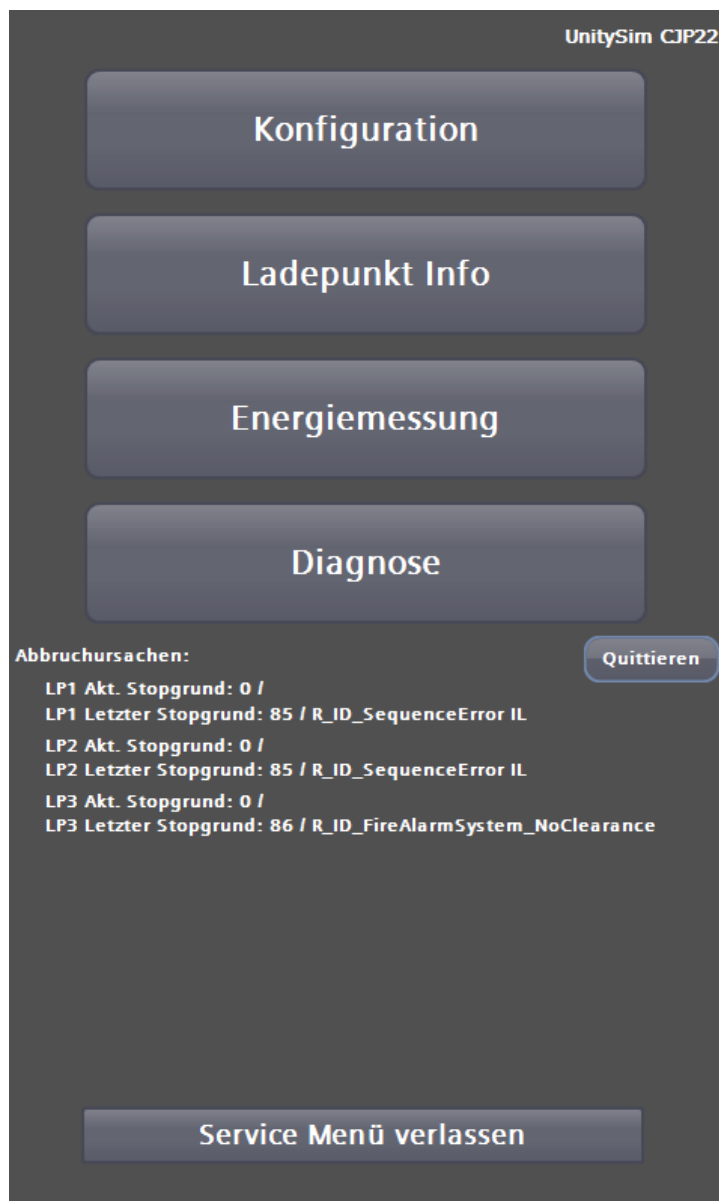 UnitySim CJP22
Konfiguration
Ladepunkt Info
Energiemessung
Diagnose
Abbruchursachen:
Quittieren
LP1 Akt. Stopgrund: 0 /
LP1 Letzter Stopgrund: 85 / R_ID_SequenceError IL
LP2 Akt. Stopgrund: 0 /
LP2 Letzter Stopgrund: 85 / R_ID_SequenceError IL
LP3 Akt. Stopgrund: 0 /
LP3 Letzter Stopgrund: 86 / R_ID_FireAlarmSystem_NoClearance
Service Menü verlassen